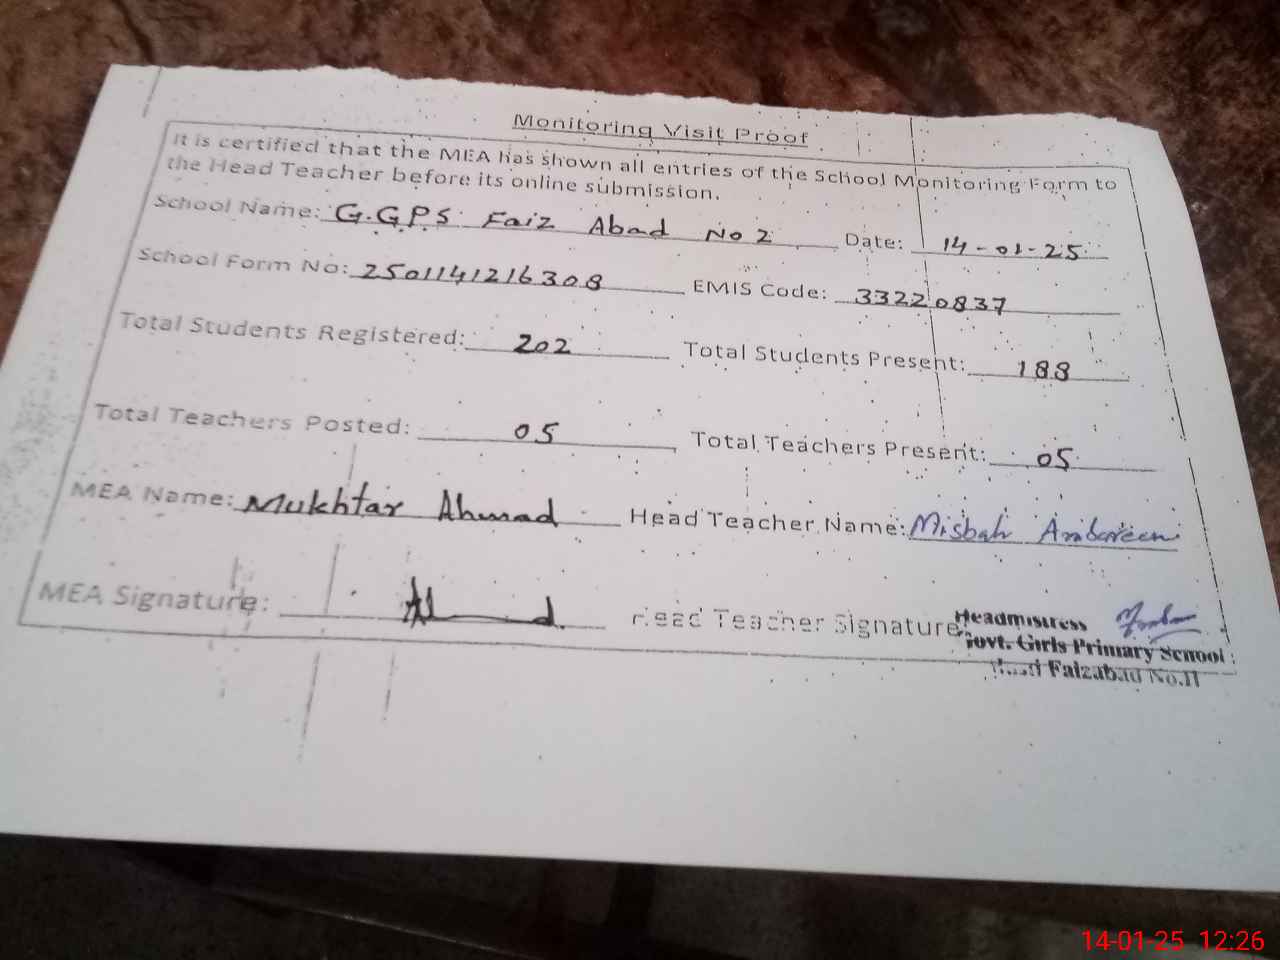 Monitoring Visit Proof
It is certified that the MEA has shown all entries of the School Monitoring Form to
the Head Teacher before its online submission.
School Name: G.GPS Faiz Abad No 2 Date: 14-01-25
School Form No: 2501141216308 EMIS Code: 33220837
Total Students Registered: 202 Total Students Present: 188
Total Teachers Posted: 05 Total Teachers Present: 05
MEA Name: Mukhtar Ahmad Head Teacher Name: Misbah Ambareen
MEA Signature: Head Teacher Signature:
Headmistress
Govt. Girls Primary School
Faizabad No.II
14-01-25 12:26